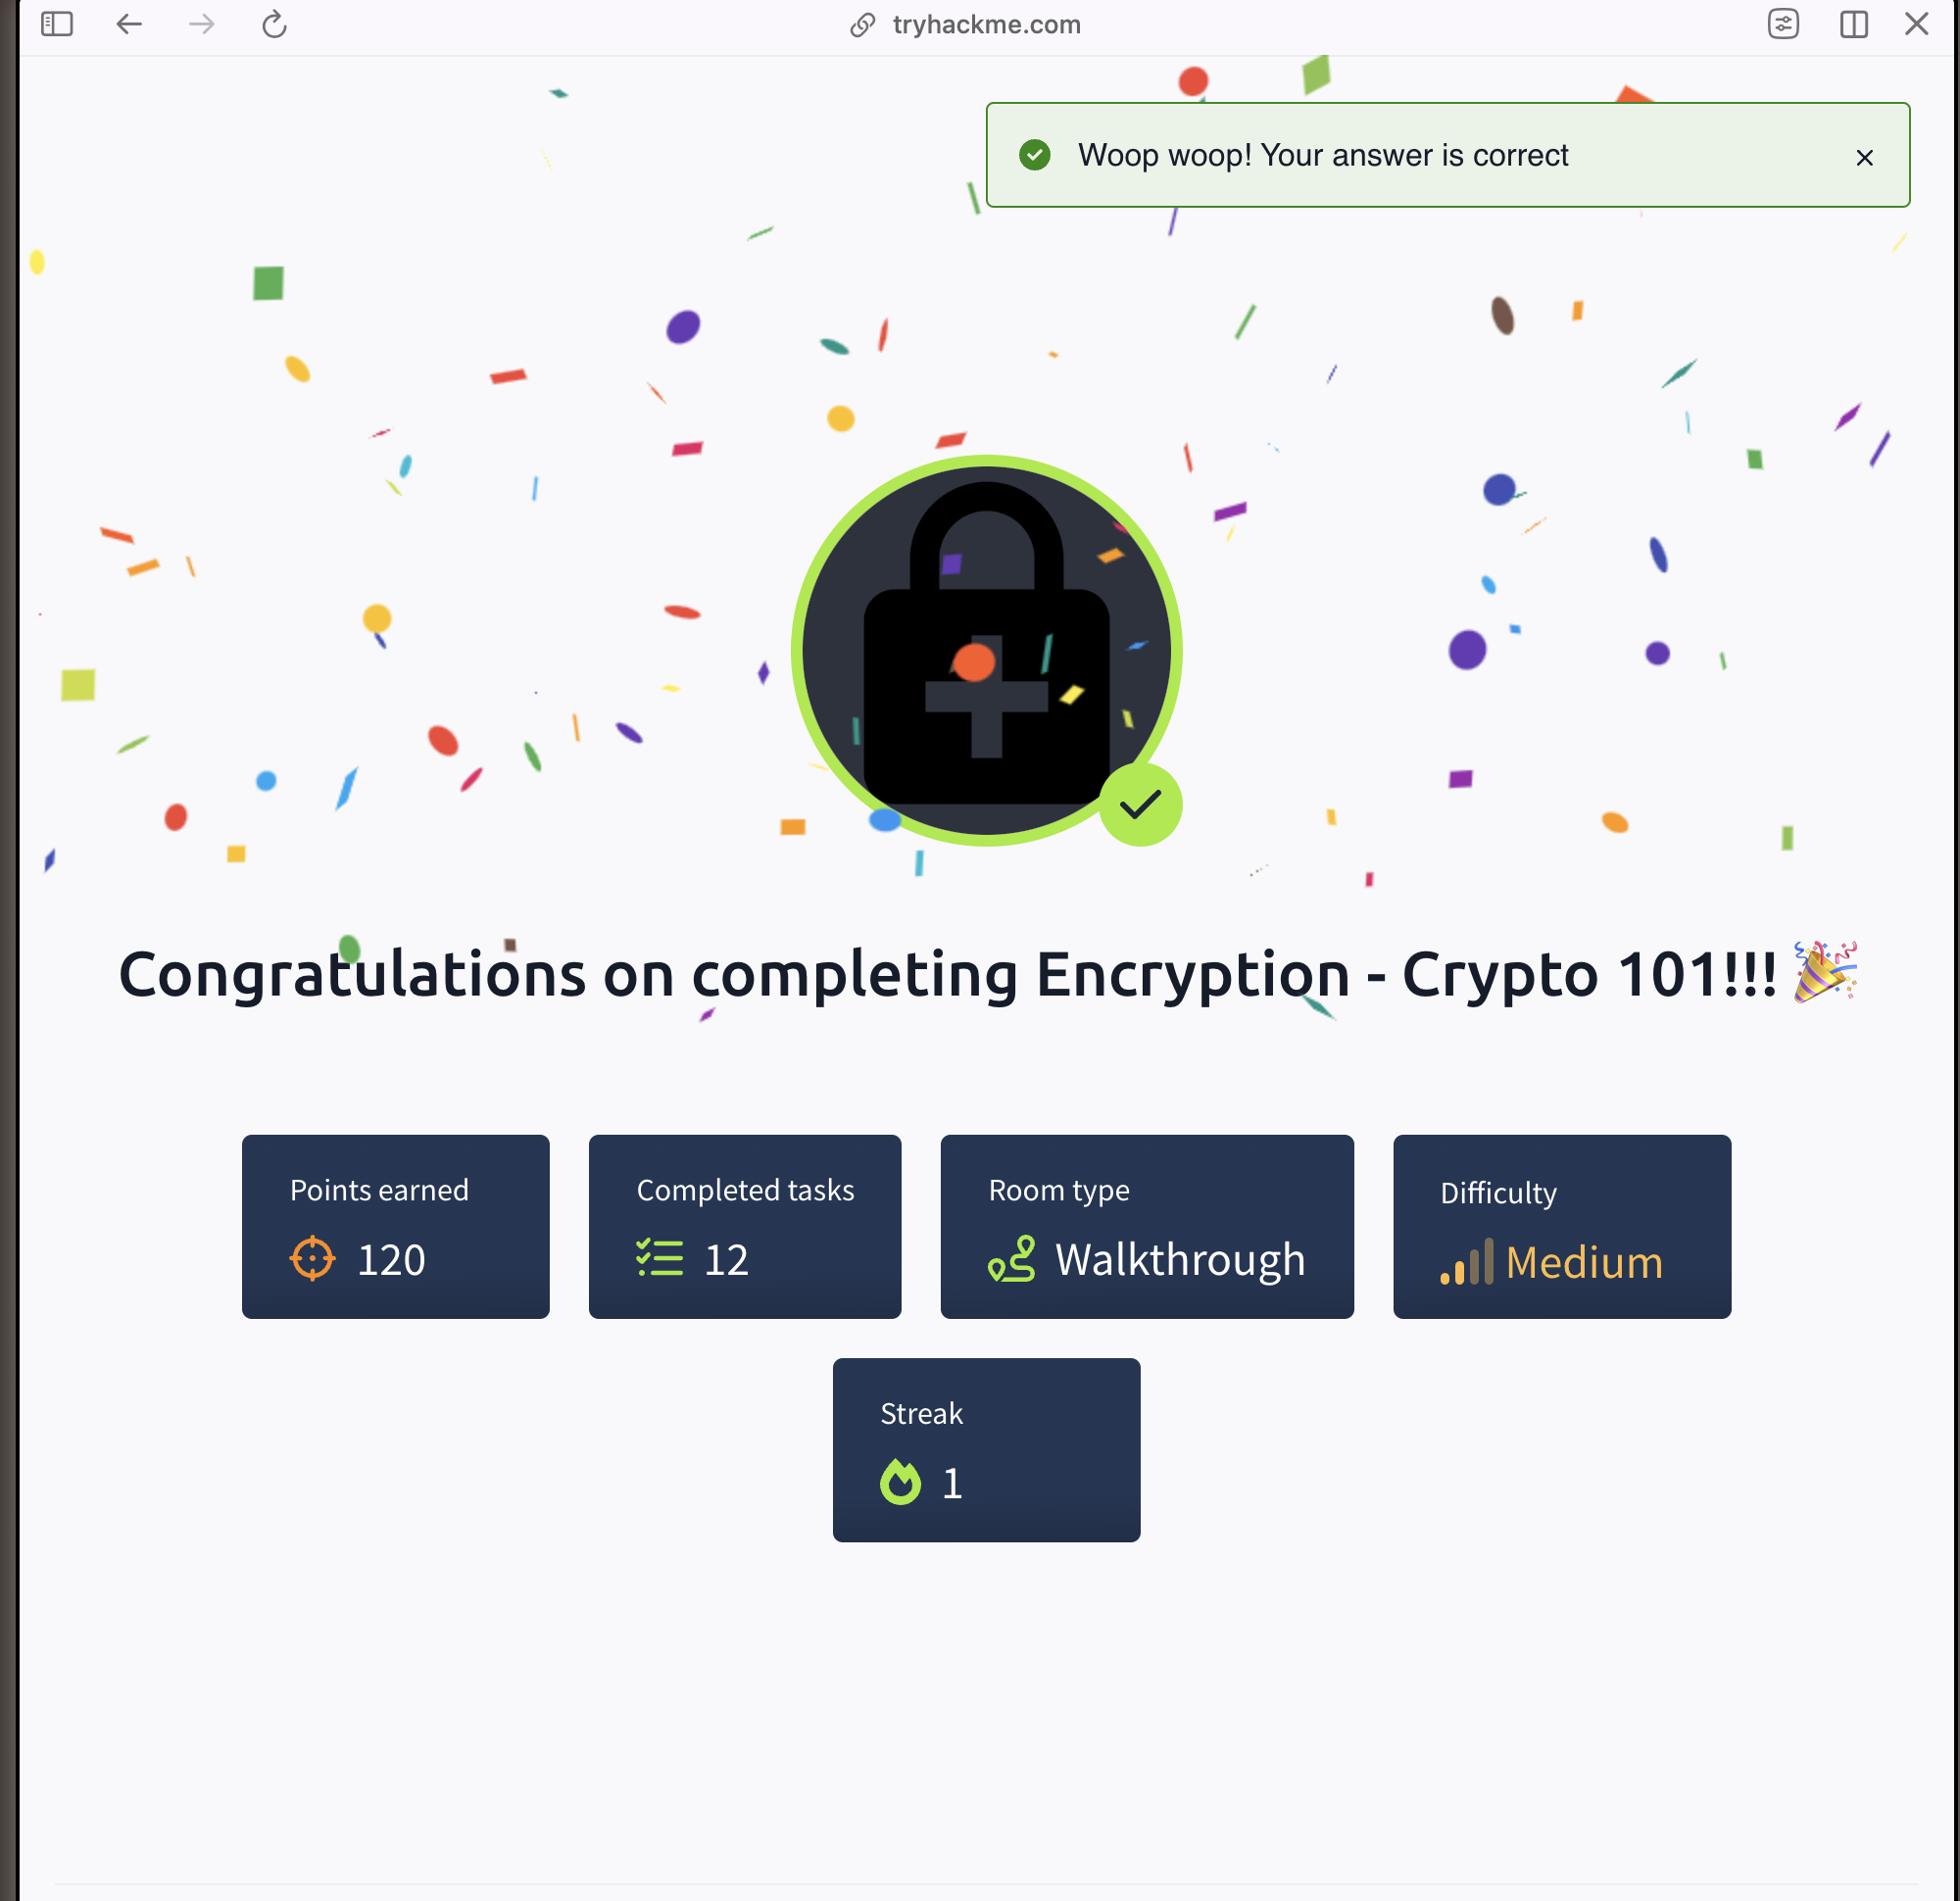 tryhackme.com
Woop woop! Your answer is correct
Congratulations on completing Encryption - Crypto 101!!! 🎉
Points earned
120
Completed tasks
12
Room type
Walkthrough
Difficulty
Medium
Streak
1